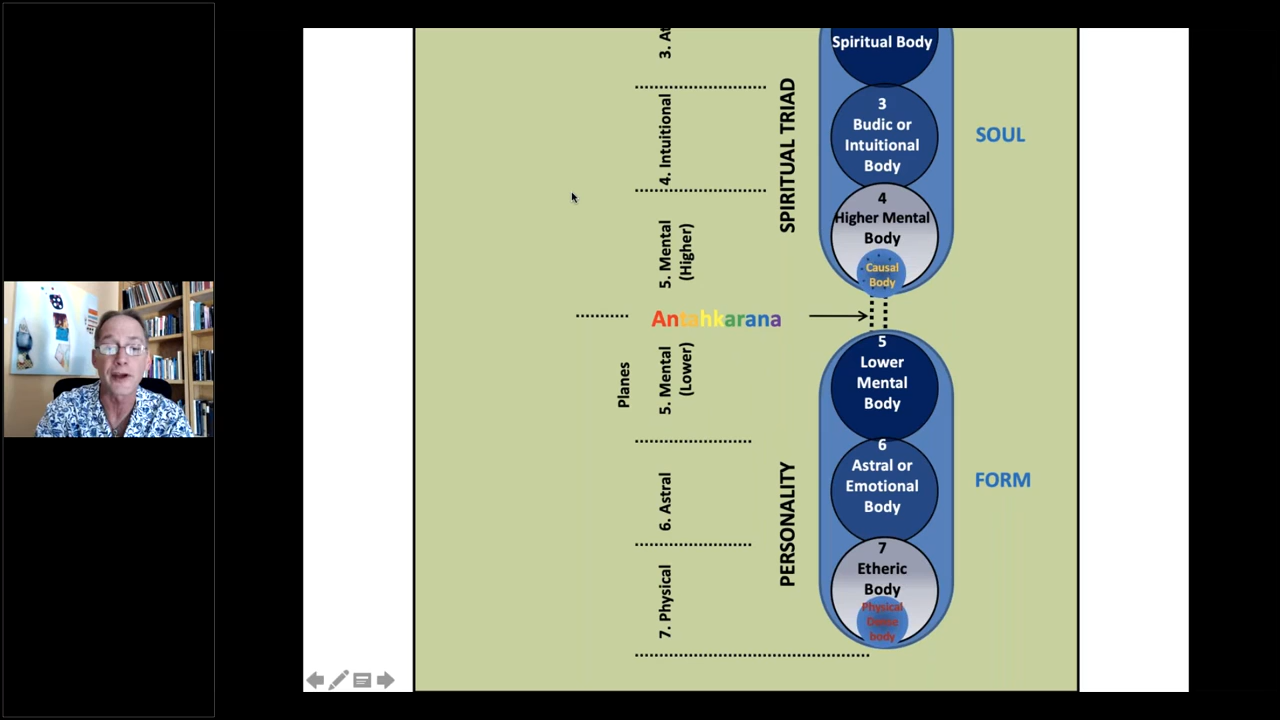 3. At
Spiritual Body
3
Budic or
Intuitional
Body
SOUL
4. Intuitional
SPIRITUAL TRIAD
4
Higher Mental
Body
Causal
Body
5. Mental
(Higher)
Antahkarana
5
Lower
Mental
Body
Planes
5. Mental
(Lower)
6
Astral or
Emotional
Body
FORM
6. Astral
PERSONALITY
7
Etheric
Body
Physical
Dense
body
7. Physical